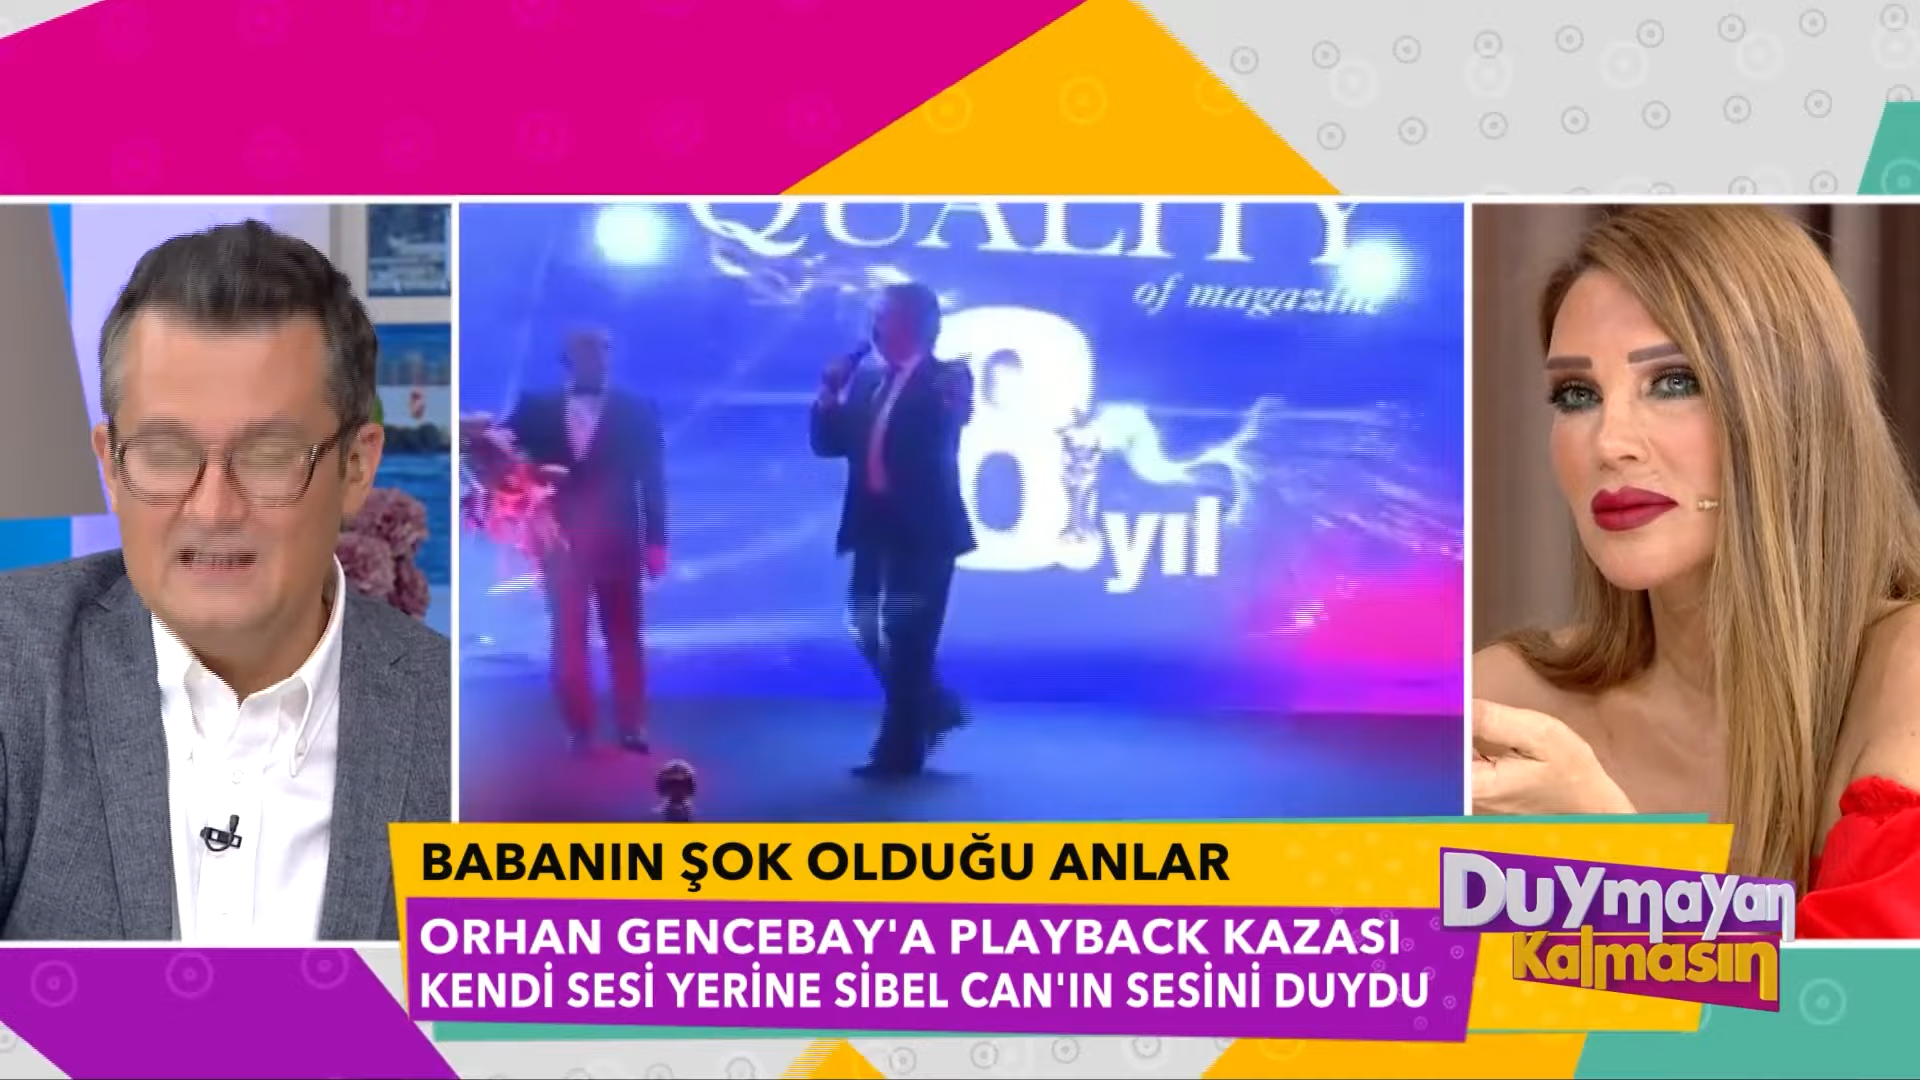 QUALITY
of magazine
8.yıl
BABANIN ŞOK OLDUĞU ANLAR
ORHAN GENCEBAY'A PLAYBACK KAZASI
KENDİ SESİ YERİNE SİBEL CAN'IN SESİNİ DUYDU
Duymayan
Kalmasın